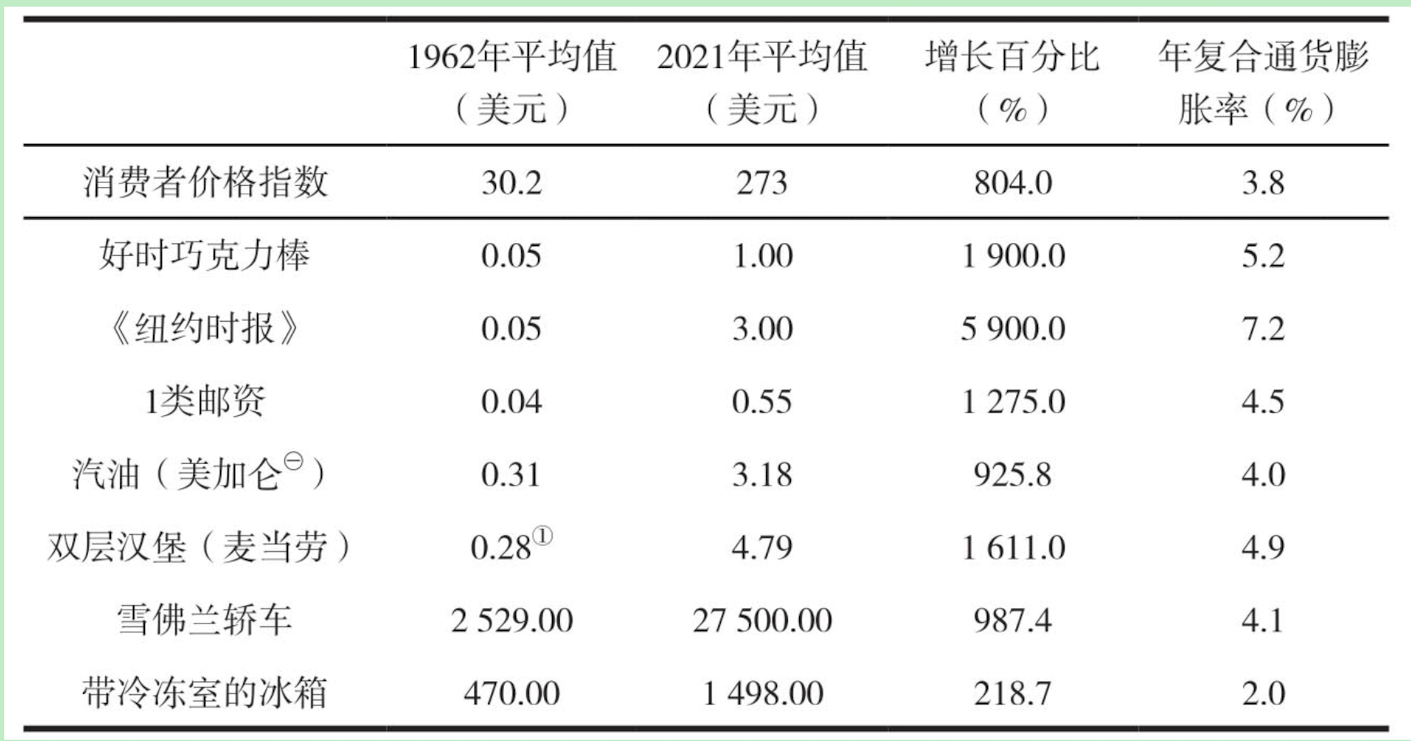 1962年平均值（美元） 2021年平均值（美元） 增长百分比（%） 年复合通货膨胀率（%）
消费者价格指数 30.2 273 804.0 3.8
好时巧克力棒 0.05 1.00 1 900.0 5.2
《纽约时报》 0.05 3.00 5 900.0 7.2
1类邮资 0.04 0.55 1 275.0 4.5
汽油（美加仑㊀） 0.31 3.18 925.8 4.0
双层汉堡（麦当劳） 0.28① 4.79 1 611.0 4.9
雪佛兰轿车 2 529.00 27 500.00 987.4 4.1
带冷冻室的冰箱 470.00 1 498.00 218.7 2.0